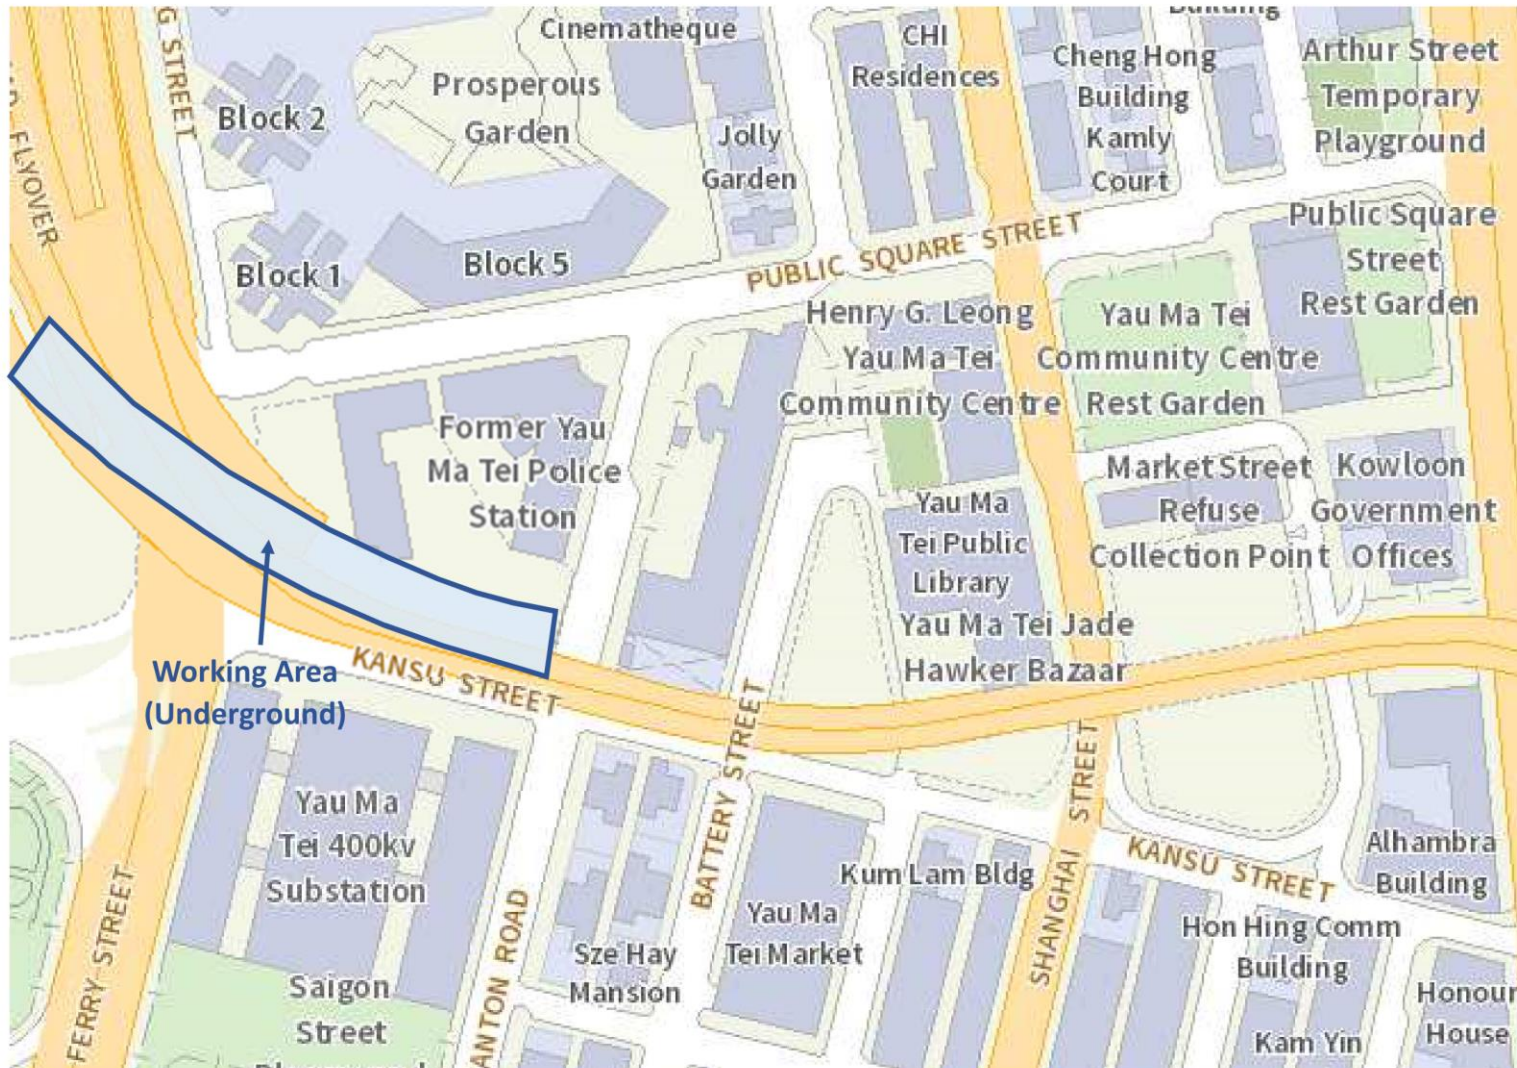 G STREET
FLYOVER
Block 2
Prosperous
Garden
Cinematheque
Jolly
Garden
CHI
Residences
Cheng Hong
Building
Kamly
Court
Building
Arthur Street
Temporary
Playground
Block 1
Block 5
PUBLIC SQUARE STREET
Public Square
Street
Rest Garden
Henry G. Leong
Yau Ma Tei
Community Centre
Yau Ma Tei
Community Centre
Rest Garden
Former Yau
Ma Tei Police
Station
Market Street
Refuse
Collection Point
Kowloon
Government
Offices
Yau Ma
Tei Public
Library
Yau Ma Tei Jade
Hawker Bazaar
Working Area
(Underground)
KANSU STREET
BATTERY STREET
SHANGHAI STREET
Yau Ma
Tei 400kv
Substation
Kum Lam Bldg
KANSU STREET
Alhambra
Building
Yau Ma
Tei Market
Sze Hay
Mansion
Hon Hing Comm
Building
FERRY STREET
ANTON ROAD
Saigon
Street
Honour
House
Kam Yin